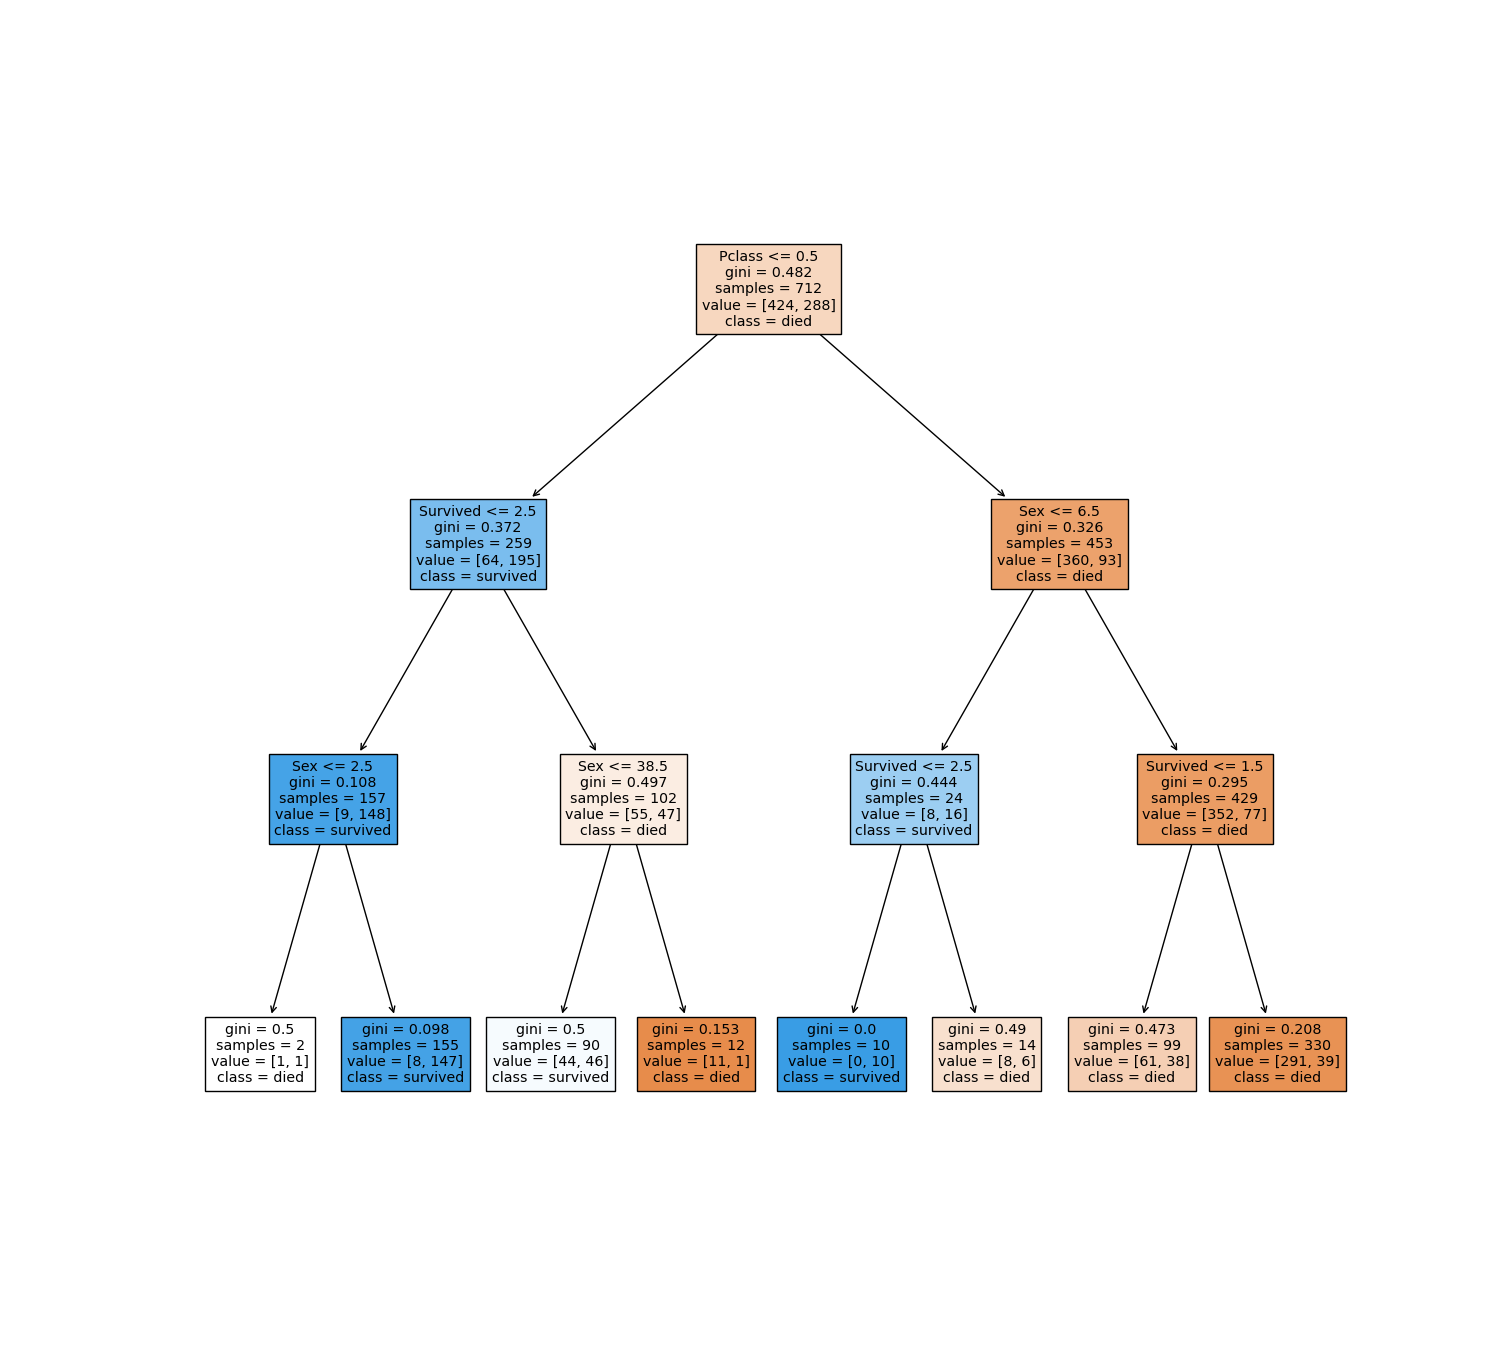 Pclass <= 0.5
gini = 0.482
samples = 712
value = [424, 288]
class = died
Survived <= 2.5
gini = 0.372
samples = 259
value = [64, 195]
class = survived
Sex <= 6.5
gini = 0.326
samples = 453
value = [360, 93]
class = died
Sex <= 2.5
gini = 0.108
samples = 157
value = [9, 148]
class = survived
Sex <= 38.5
gini = 0.497
samples = 102
value = [55, 47]
class = died
Survived <= 2.5
gini = 0.444
samples = 24
value = [8, 16]
class = survived
Survived <= 1.5
gini = 0.295
samples = 429
value = [352, 77]
class = died
gini = 0.5
samples = 2
value = [1, 1]
class = died
gini = 0.098
samples = 155
value = [8, 147]
class = survived
gini = 0.5
samples = 90
value = [44, 46]
class = survived
gini = 0.153
samples = 12
value = [11, 1]
class = died
gini = 0.0
samples = 10
value = [0, 10]
class = survived
gini = 0.49
samples = 14
value = [8, 6]
class = died
gini = 0.473
samples = 99
value = [61, 38]
class = died
gini = 0.208
samples = 330
value = [291, 39]
class = died